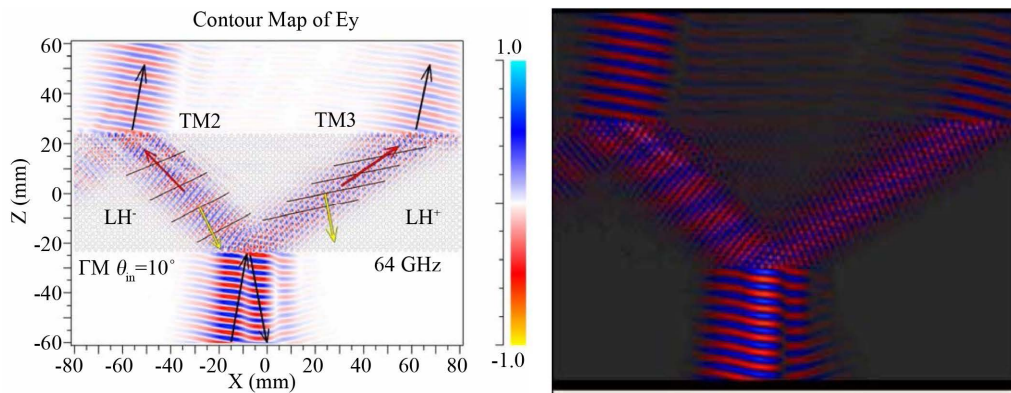 Contour Map of Ey
60
40
20
0
-20
-40
-60
Z (mm)
TM2
TM3
LH⁻
LH⁺
ΓM θin=10°
64 GHz
-80
-60
-40
-20
0
20
40
60
80
X (mm)
1.0
-1.0